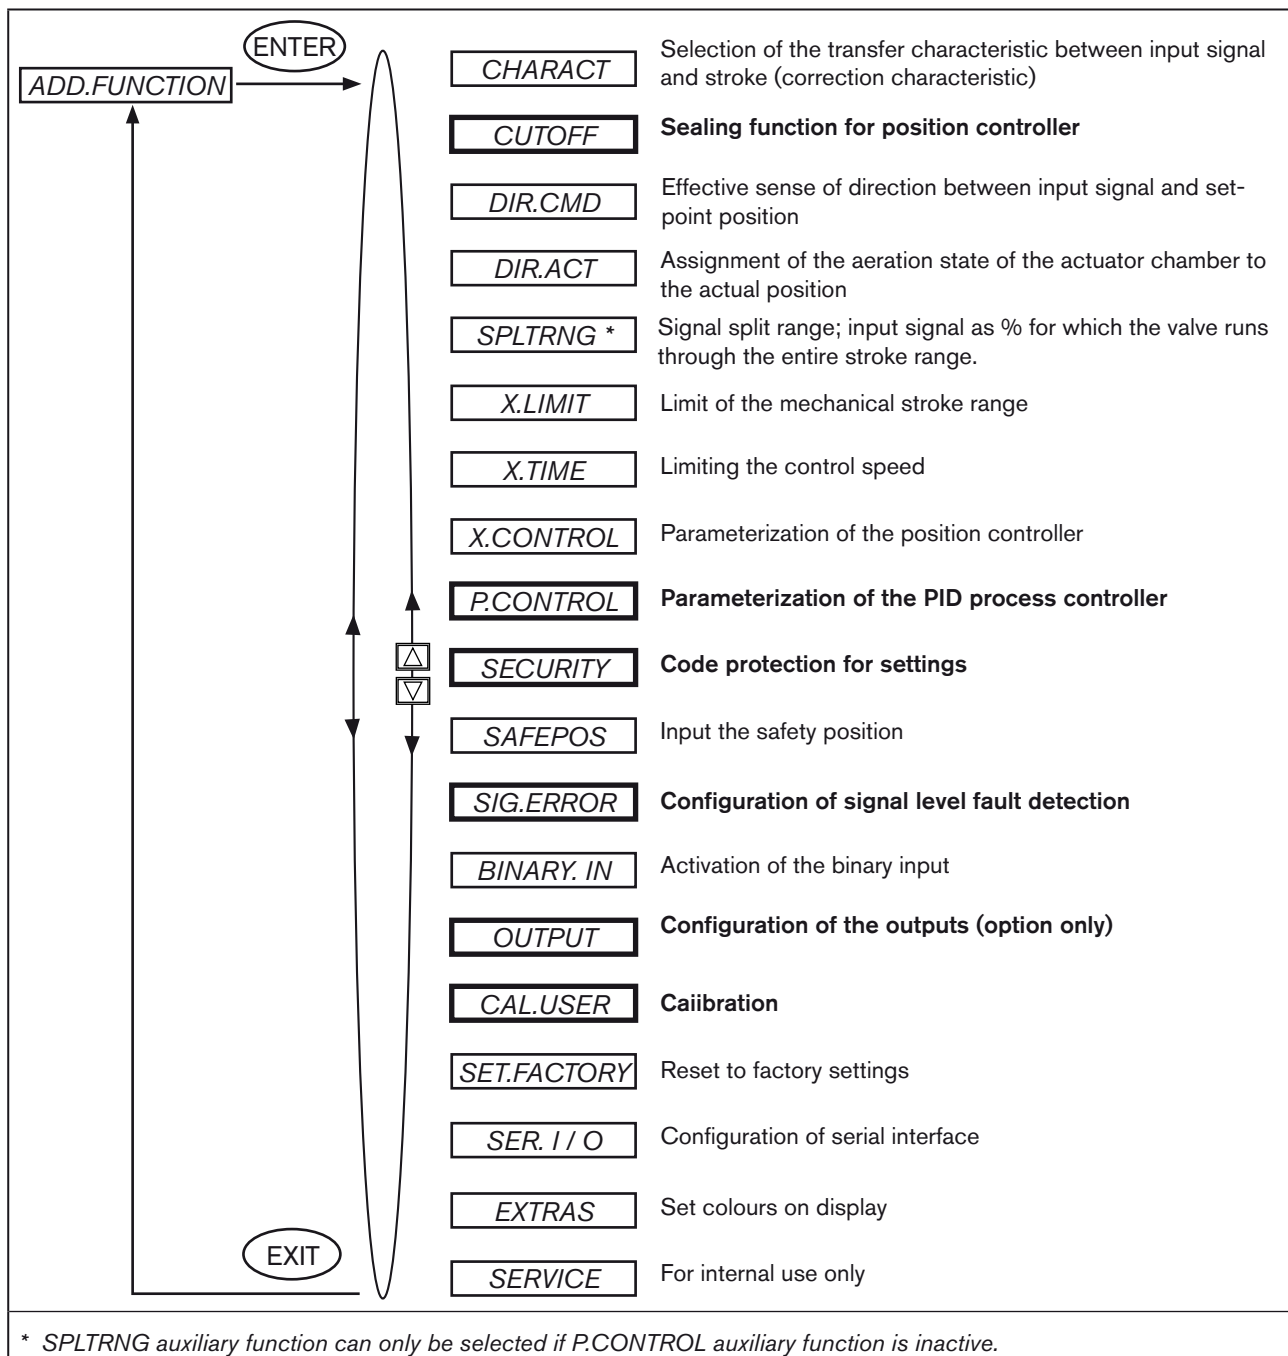 ENTER
ADD.FUNCTION
CHARACT
Selection of the transfer characteristic between input signal
and stroke (correction characteristic)
CUTOFF
Sealing function for position controller
DIR.CMD
Effective sense of direction between input signal and set-
point position
DIR.ACT
Assignment of the aeration state of the actuator chamber to
the actual position
SPLTRNG *
Signal split range; input signal as % for which the valve runs
through the entire stroke range.
X.LIMIT
Limit of the mechanical stroke range
X.TIME
Limiting the control speed
X.CONTROL
Parameterization of the position controller
P.CONTROL
Parameterization of the PID process controller
SECURITY
Code protection for settings
SAFEPOS
Input the safety position
SIG.ERROR
Configuration of signal level fault detection
BINARY. IN
Activation of the binary input
OUTPUT
Configuration of the outputs (option only)
CAL.USER
Caiibration
SET.FACTORY
Reset to factory settings
SER. I / O
Configuration of serial interface
EXTRAS
Set colours on display
EXIT
SERVICE
For internal use only
* SPLTRNG auxiliary function can only be selected if P.CONTROL auxiliary function is inactive.